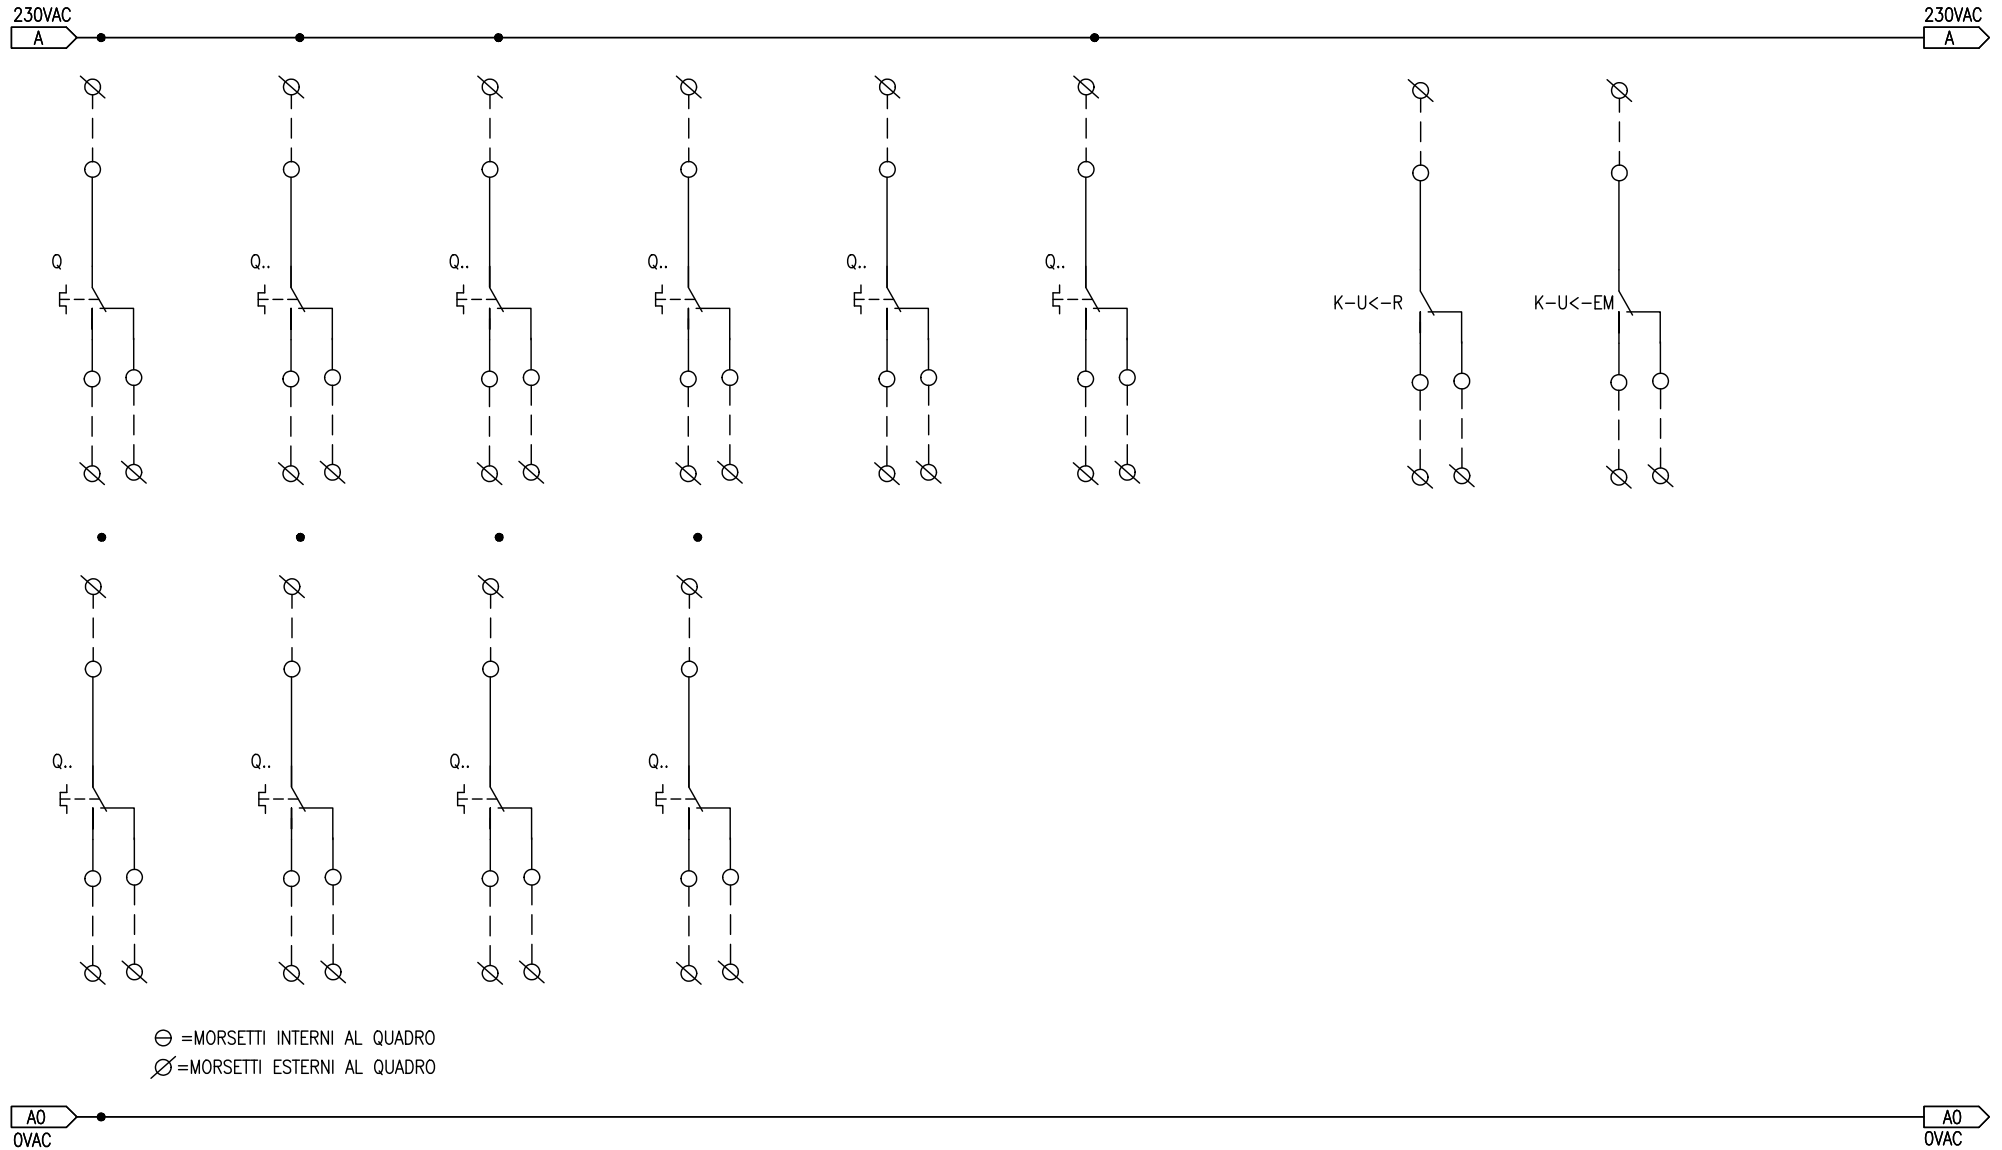 230VAC
230VAC
A
A
Q
Q..
Q..
Q..
Q..
Q..
K-U<-R
K-U<-EM
Q..
Q..
Q..
Q..
=MORSETTI INTERNI AL QUADRO
=MORSETTI ESTERNI AL QUADRO
A0
A0
0VAC
0VAC